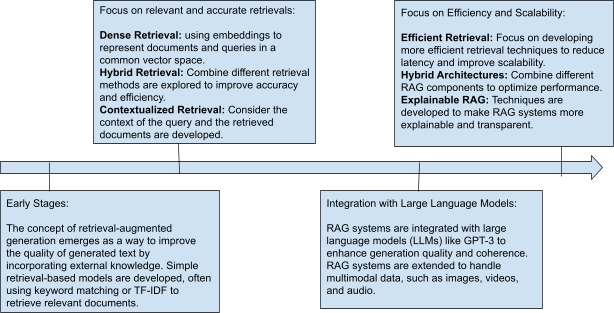 Focus on relevant and accurate retrievals:
Dense Retrieval: using embeddings to
represent documents and queries in a
common vector space.
Hybrid Retrieval: Combine different retrieval
methods are explored to improve accuracy
and efficiency.
Contextualized Retrieval: Consider the
context of the query and the retrieved
documents are developed.
Focus on Efficiency and Scalability:
Efficient Retrieval: Focus on developing
more efficient retrieval techniques to reduce
latency and improve scalability.
Hybrid Architectures: Combine different
RAG components to optimize performance.
Explainable RAG: Techniques are
developed to make RAG systems more
explainable and transparent.
Early Stages:
The concept of retrieval-augmented
generation emerges as a way to improve
the quality of generated text by
incorporating external knowledge. Simple
retrieval-based models are developed, often
using keyword matching or TF-IDF to
retrieve relevant documents.
Integration with Large Language Models:
RAG systems are integrated with large
language models (LLMs) like GPT-3 to
enhance generation quality and coherence.
RAG systems are extended to handle
multimodal data, such as images, videos,
and audio.